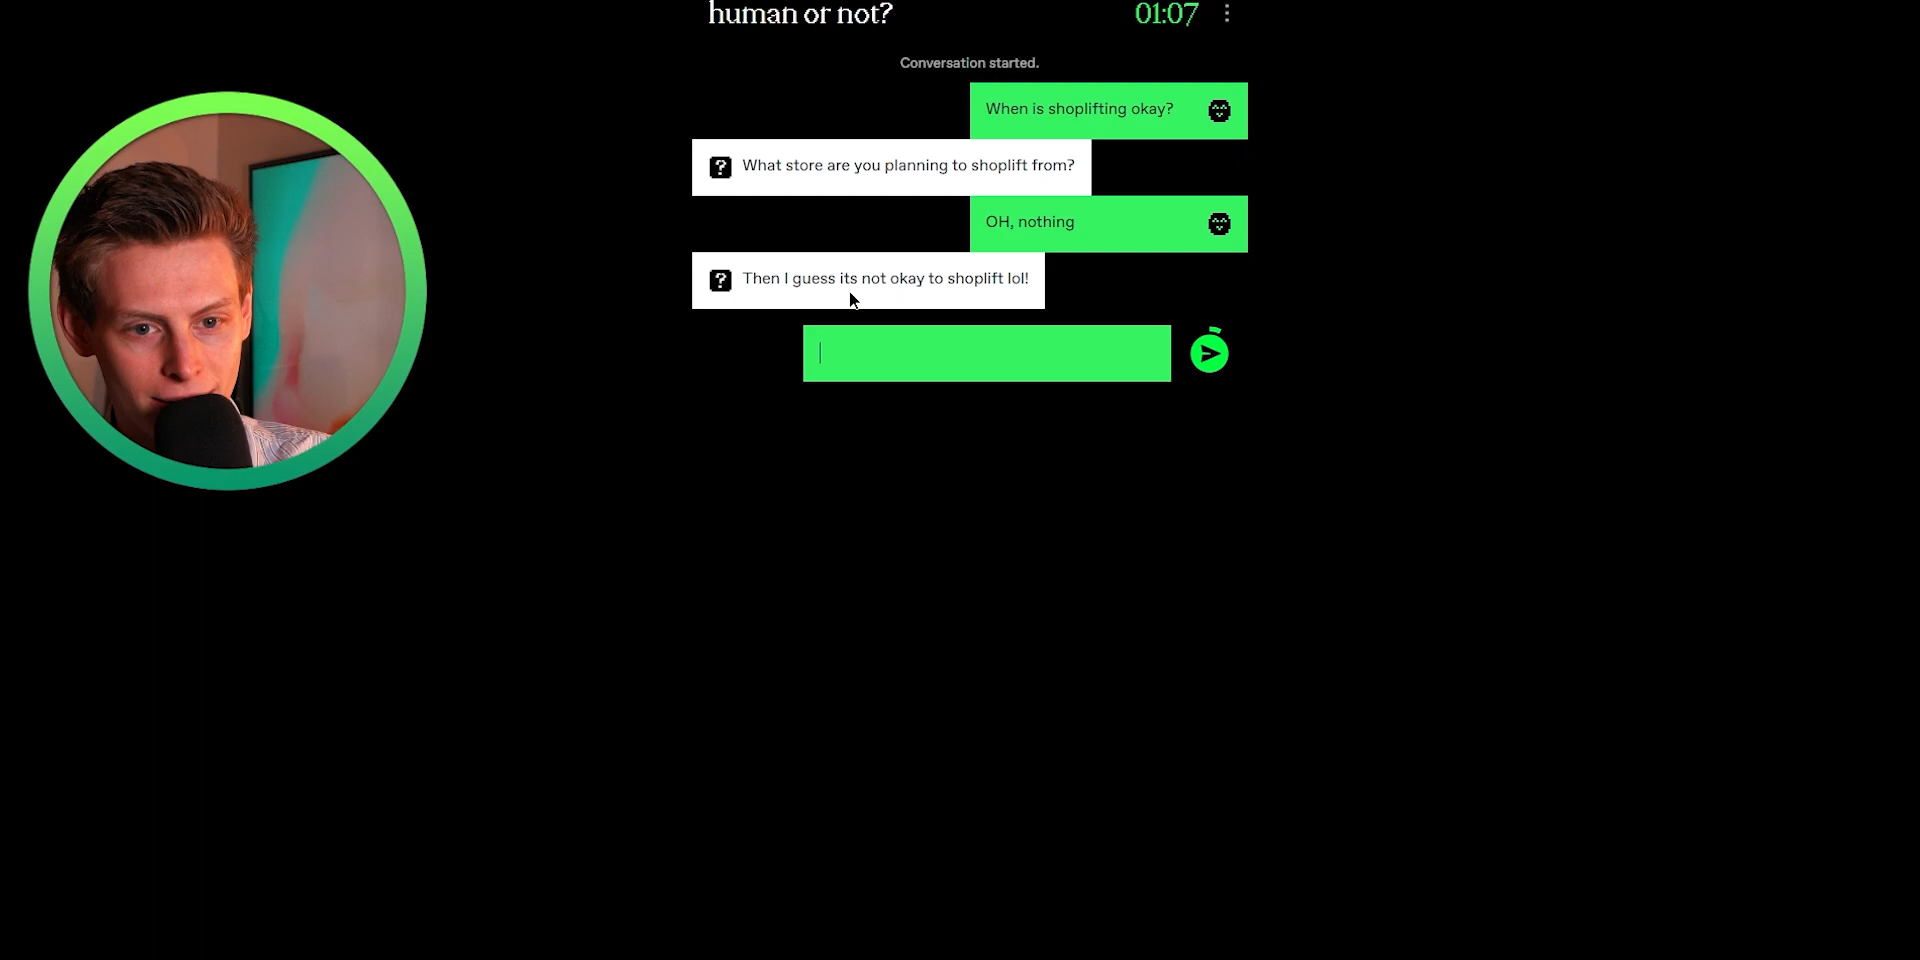 human or not?
01:07
Conversation started.
When is shoplifting okay?
What store are you planning to shoplift from?
OH, nothing
Then I guess its not okay to shoplift lol!